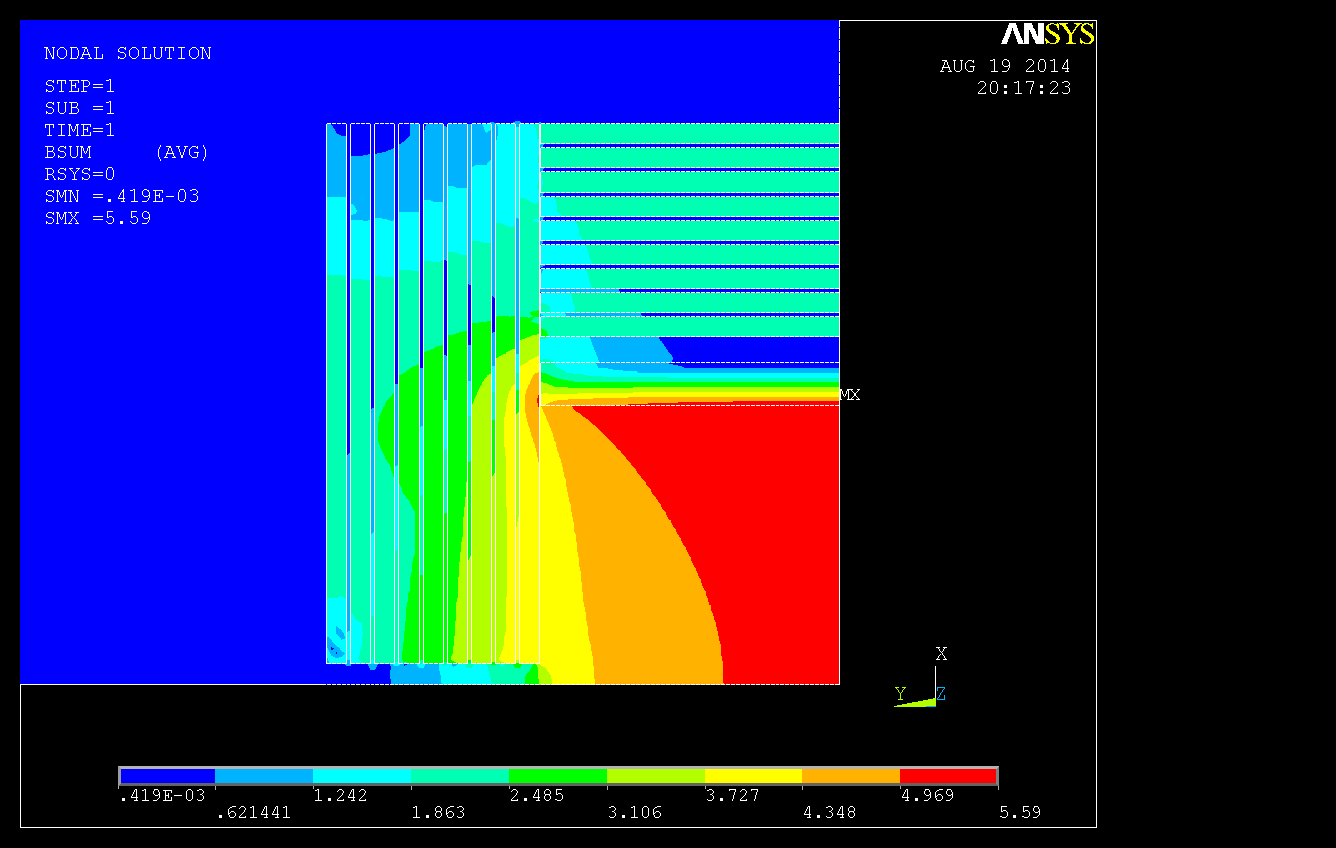 ANSYS
AUG 19 2014
20:17:23
NODAL SOLUTION
STEP=1
SUB =1
TIME=1
BSUM (AVG)
RSYS=0
SMN =.419E-03
SMX =5.59
MX
X
Y Z
.419E-03 1.242 2.485 3.727 4.969
.621441 1.863 3.106 4.348 5.59